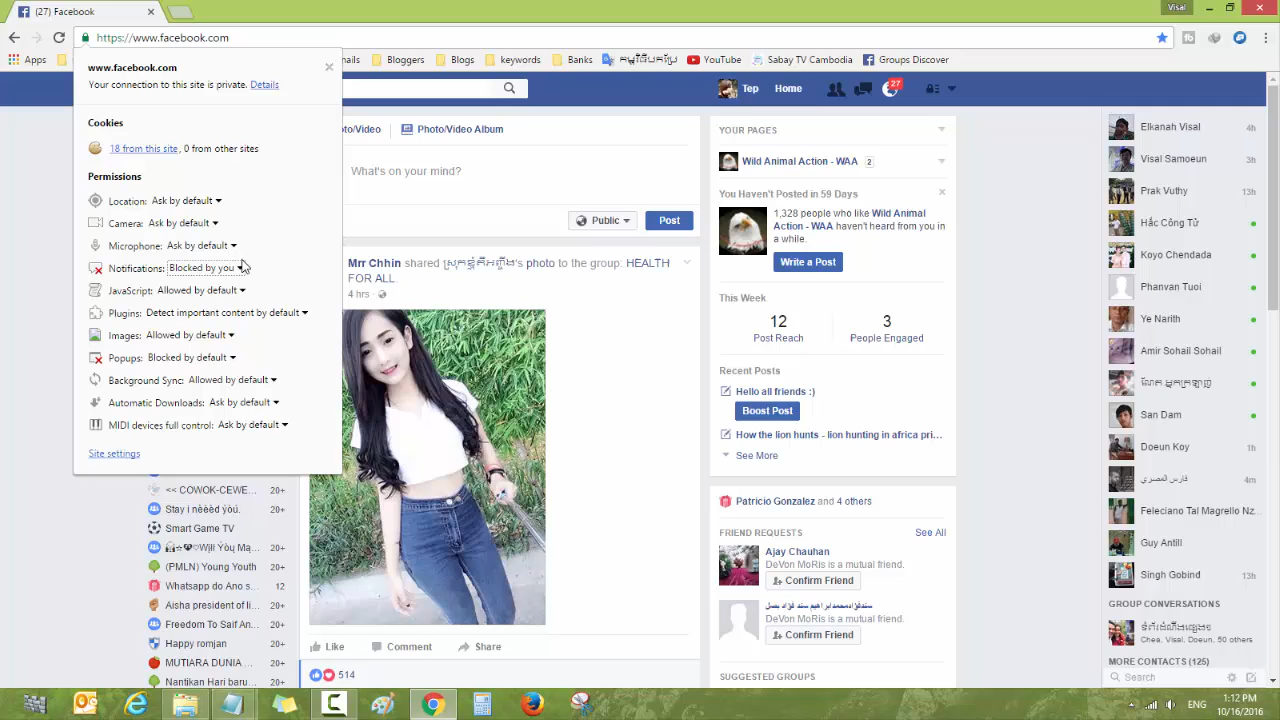 (27) Facebook
Visal
https://www.facebook.com
Apps
nails
Bloggers
Blogs
keywords
Banks
YouTube
Sabay TV Cambodia
Groups Discover
www.facebook.com
Your connection to this site is private. Details
Cookies
18 from this site, 0 from other sites
Permissions
Location: Ask by default
Camera: Ask by default
Microphone: Ask by default
Notifications: Blocked by you
JavaScript: Allowed by default
Plugins: Detect important content by default
Images: Allowed by default
Popups: Blocked by default
Background Sync: Allowed by default
Automatic Downloads: Ask by default
MIDI devices full control: Ask by default
Site settings
<< COWOK-CEWE... 20+
Stay i nèèèd ýoú. 20+
Smart Game TV 20+
20+
(PMLN) Young Youth 20+
Whatsapp do Ano s... 12
Aisha president of li... 20+
Freedom To Saif An... 20+
Happy romjan 20+
MUTIARA DUNIA ... 20+
Nantikan Hari baru... 20+
Tep
Home
27
oto/Video
Photo/Video Album
What's on your mind?
Public
Post
Mrr Chhin shared
's photo to the group: HEALTH
FOR ALL.
4 hrs
Like
Comment
Share
514
YOUR PAGES
Wild Animal Action - WAA 2
You Haven't Posted in 59 Days
1,328 people who like Wild Animal
Action - WAA haven't heard from you in
a while.
Write a Post
This Week
12
Post Reach
3
People Engaged
Recent Posts
Hello all friends :)
Boost Post
How the lion hunts - lion hunting in africa pri...
See More
Patricio Gonzalez and 4 others
FRIEND REQUESTS
See All
Ajay Chauhan
DeVon MoRis is a mutual friend.
Confirm Friend
DeVon MoRis is a mutual friend.
Confirm Friend
SUGGESTED GROUPS
Elkanah Visal 4h
Visal Samoeun 3h
Prak Vuthy 13h
Hắc Công Tử
Koyo Chendada
Phanvan Tuoi
Ye Narith
Amir Sohail Sohail
San Dam
Doeun Koy 1h
فارس المصري 4m
Feleciano Tal Magrello Nz...
Guy Antill
Singh Gobind 13h
GROUP CONVERSATIONS
Chea, Visal, Doeun, 50 others
MORE CONTACTS (125)
Search
ENG
1:12 PM
10/16/2016